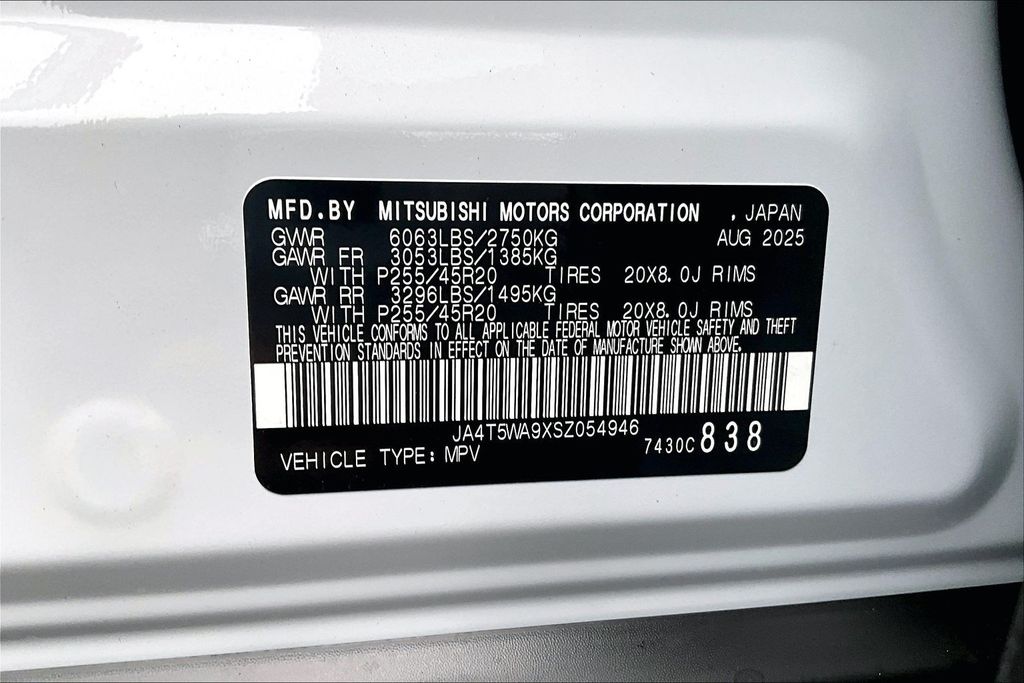 MFD.BY MITSUBISHI MOTORS CORPORATION . JAPAN
GVWR 6063LBS/2750KG AUG 2025
GAWR FR 3053LBS/1385KG
WITH P255/45R20 TIRES 20X8.0J RIMS
GAWR RR 3296LBS/1495KG
WITH P255/45R20 TIRES 20X8.0J RIMS
THIS VEHICLE CONFORMS TO ALL APPLICABLE FEDERAL MOTOR VEHICLE SAFETY AND THEFT
PREVENTION STANDARDS IN EFFECT ON THE DATE OF MANUFACTURE SHOWN ABOVE.
JA4T5WA9XSZ054946
VEHICLE TYPE: MPV 7430C 838